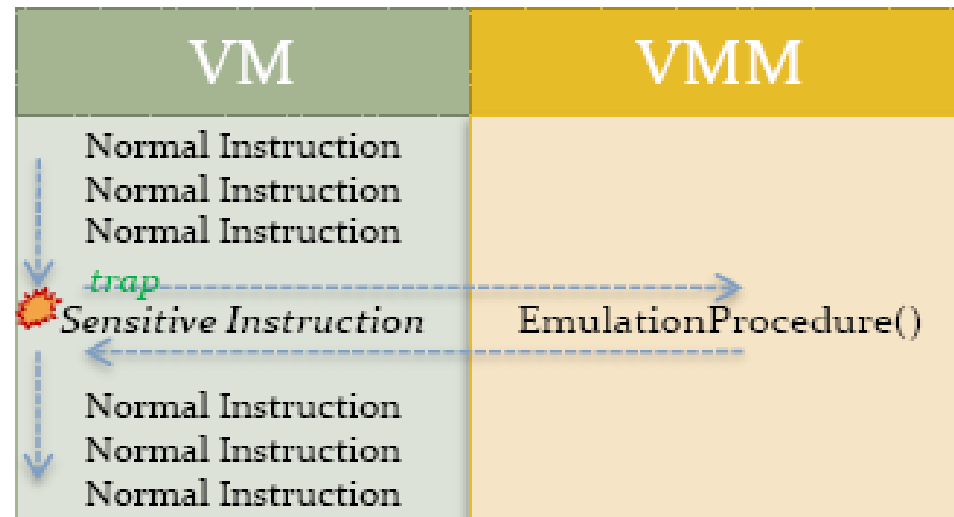 VM VMM
Normal Instruction
Normal Instruction
Normal Instruction
trap
Sensitive Instruction EmulationProcedure()
Normal Instruction
Normal Instruction
Normal Instruction